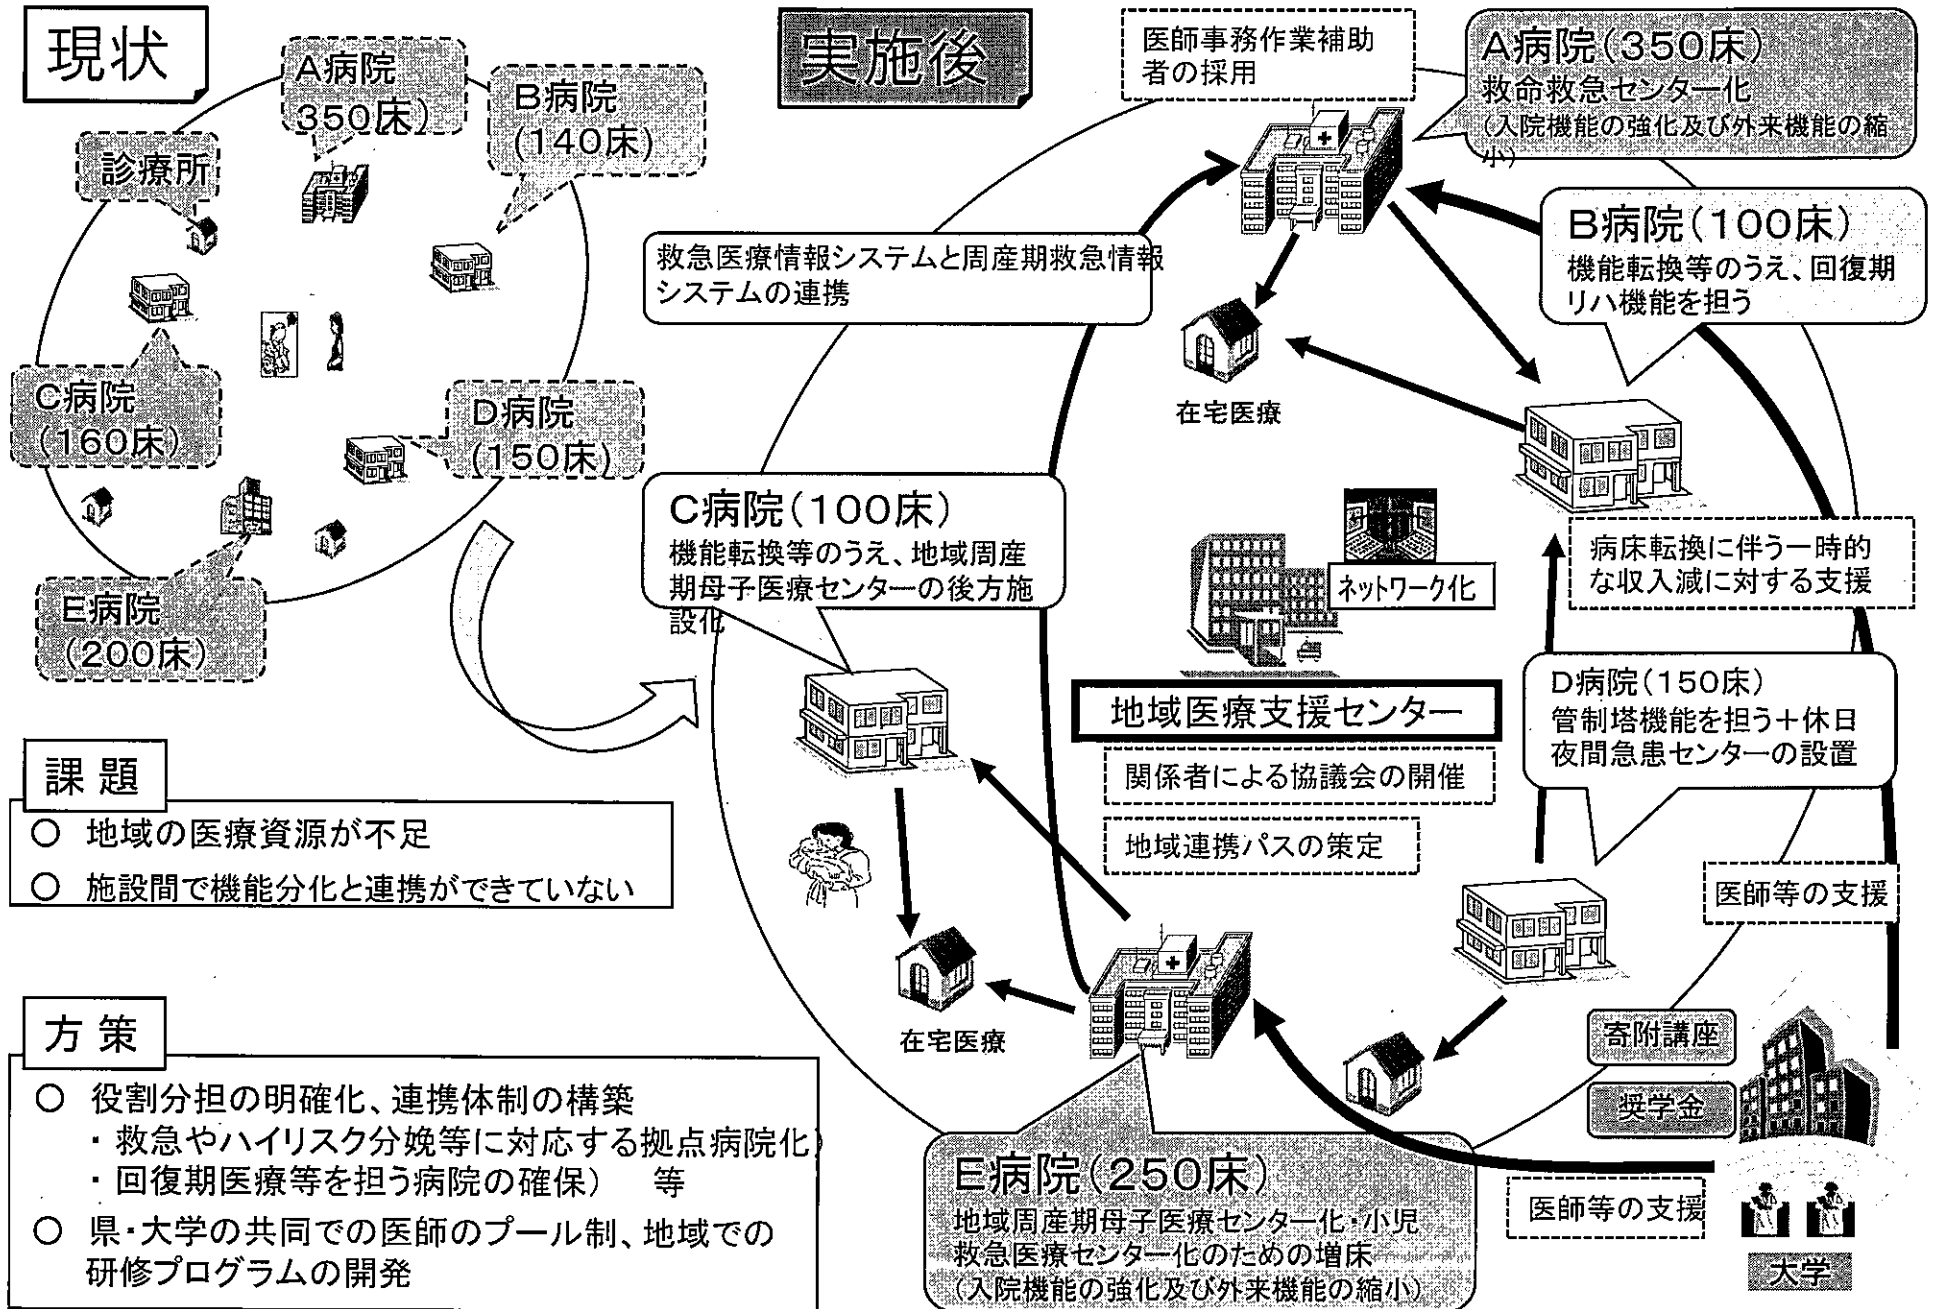 現状
A病院
350床)
B病院
(140床)
診療所
C病院
(160床)
D病院
(150床)
E病院
(200床)
課題
○ 地域の医療資源が不足
○ 施設間で機能分化と連携ができていない
方策
○ 役割分担の明確化、連携体制の構築
・救急やハイリスク分娩等に対応する拠点病院化)
・回復期医療等を担う病院の確保) 等
○ 県・大学の共同での医師のプール制、地域での
研修プログラムの開発
実施後
医師事務作業補助
者の採用
A病院(350床)
救命救急センター化
(入院機能の強化及び外来機能の縮
小)
救急医療情報システムと周産期救急情報
システムの連携
B病院(100床)
機能転換等のうえ、回復期
リハ機能を担う
在宅医療
C病院(100床)
機能転換等のうえ、地域周産
期母子医療センターの後方施
設化
ネットワーク化
病床転換に伴う一時的
な収入減に対する支援
地域医療支援センター
関係者による協議会の開催
地域連携パスの策定
D病院(150床)
管制塔機能を担う+休日
夜間急患センターの設置
医師等の支援
在宅医療
寄附講座
奨学金
E病院(250床)
地域周産期母子医療センター化・小児
救急医療センター化のための増床
(入院機能の強化及び外来機能の縮小)
医師等の支援
大学